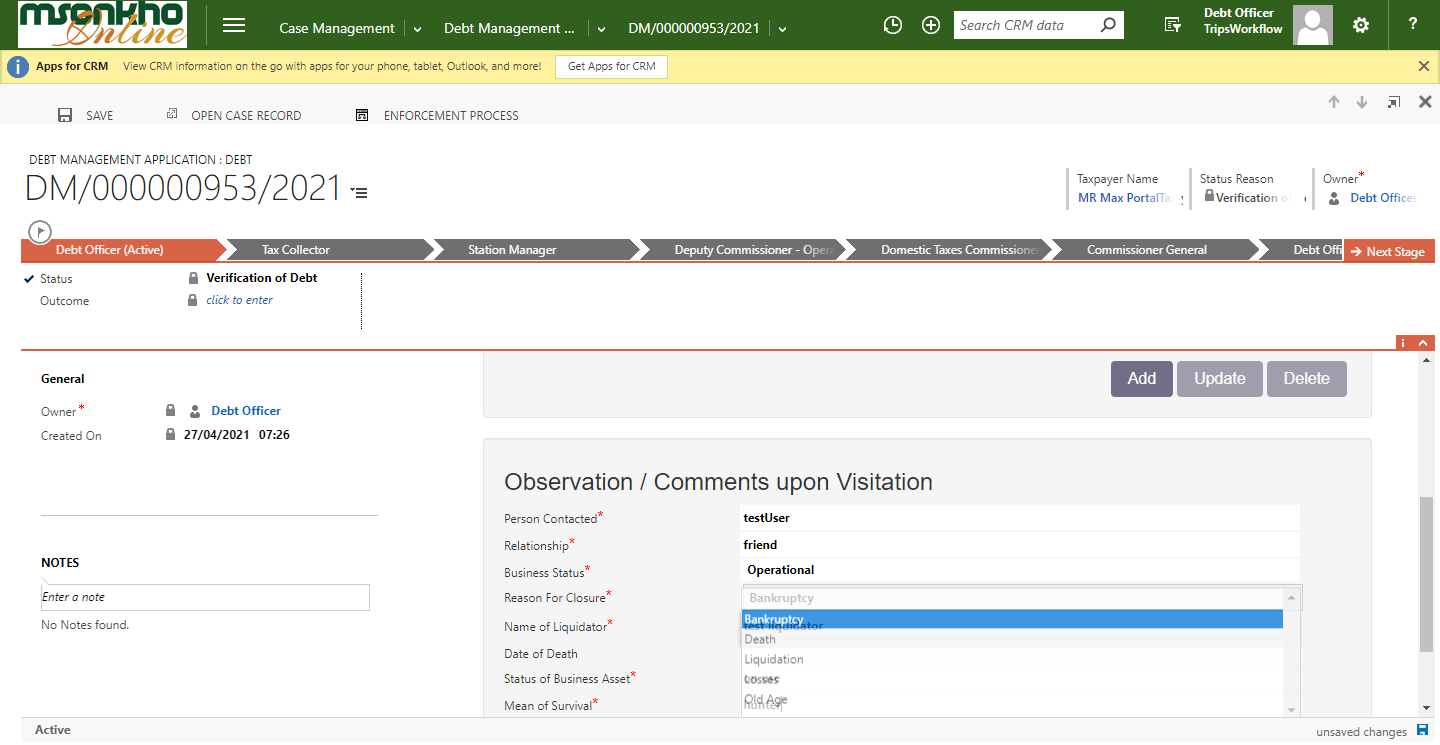 msonkho
Online
Case Management
Debt Management ...
DM/000000953/2021
Search CRM data
Debt Officer
TripsWorkflow
?
i
Apps for CRM
View CRM information on the go with apps for your phone, tablet, Outlook, and more!
Get Apps for CRM
SAVE
OPEN CASE RECORD
ENFORCEMENT PROCESS
DEBT MANAGEMENT APPLICATION : DEBT
DM/000000953/2021
Taxpayer Name
MR Max PortalTa
Status Reason
Verification o
Owner*
Debt Officer
Debt Officer (Active)
Tax Collector
Station Manager
Deputy Commissioner - Oper
Domestic Taxes Commissioner
Commissioner General
Debt Offi
Next Stage
Status
Verification of Debt
Outcome
click to enter
i
General
Owner*
Debt Officer
Created On
27/04/2021 07:26
NOTES
Enter a note
No Notes found.
Add
Update
Delete
Observation / Comments upon Visitation
Person Contacted*
testUser
Relationship*
friend
Business Status*
Operational
Reason For Closure*
Bankruptcy
Bankruptcy
Name of Liquidator*
test liquidator
Death
Date of Death
Liquidation
Status of Business Asset*
Losses
Old Age
Mean of Survival*
hunter
Active
unsaved changes